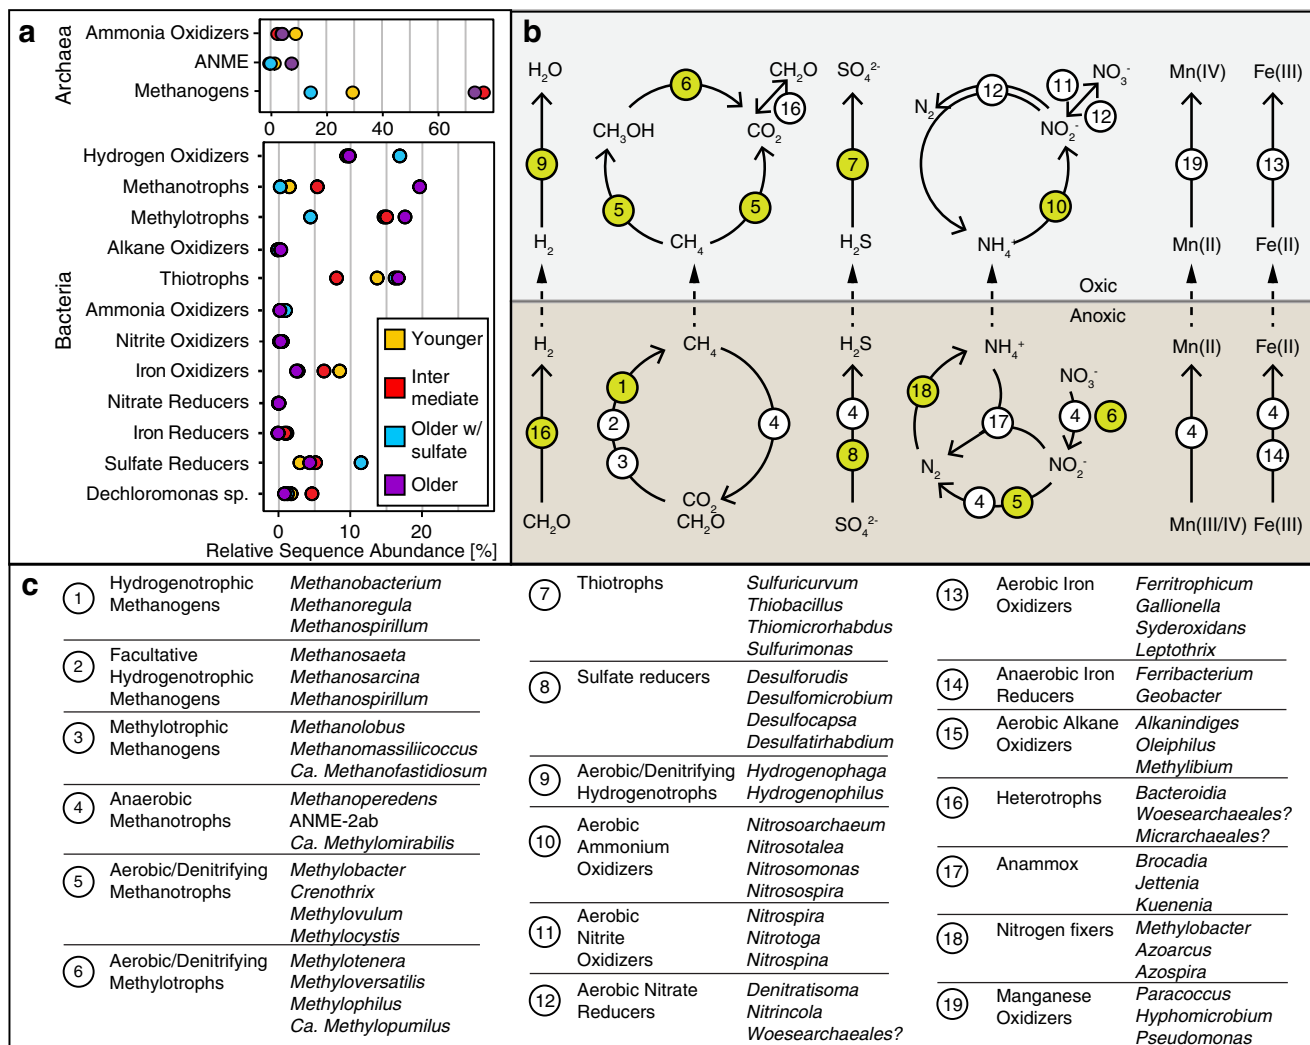 a
Archaea
Ammonia Oxidizers
ANME
Methanogens
0 20 40 60
Bacteria
Hydrogen Oxidizers
Methanotrophs
Methylotrophs
Alkane Oxidizers
Thiotrophs
Ammonia Oxidizers
Nitrite Oxidizers
Iron Oxidizers
Nitrate Reducers
Iron Reducers
Sulfate Reducers
Dechloromonas sp.
Younger
Inter
mediate
Older w/
sulfate
Older
0 10 20
Relative Sequence Abundance [%]
b
H₂O
9
H₂
6
CH₂O
16
CH₃OH
CO₂
5
5
CH₄
SO₄²⁻
7
H₂S
12
11
NO₃⁻
12
N₂
NO₂⁻
10
NH₄⁺
Mn(IV)
19
Mn(II)
Fe(III)
13
Fe(II)
Oxic
Anoxic
H₂
16
CH₂O
CH₄
1
2
3
4
CO₂
CH₂O
H₂S
4
8
SO₄²⁻
NH₄⁺
18
17
NO₃⁻
4
6
N₂
NO₂⁻
4
5
Mn(II)
4
Mn(III/IV)
Fe(II)
4
14
Fe(III)
c
1 Hydrogenotrophic Methanobacterium
Methanogens Methanoregula
Methanospirillum
2 Facultative Methanosaeta
Hydrogenotrophic Methanosarcina
Methanogens Methanospirillum
3 Methylotrophic Methanolobus
Methanogens Methanomassiliicoccus
Ca. Methanofastidiosum
4 Anaerobic Methanoperedens
Methanotrophs ANME-2ab
Ca. Methylomirabilis
5 Aerobic/Denitrifying Methylobacter
Methanotrophs Crenothrix
Methylovulum
Methylocystis
6 Aerobic/Denitrifying Methylotenera
Methylotrophs Methyloversatilis
Methylophilus
Ca. Methylopumilus
7 Thiotrophs Sulfuricurvum
Thiobacillus
Thiomicrorhabdus
Sulfurimonas
8 Sulfate reducers Desulforudis
Desulfomicrobium
Desulfocapsa
Desulfatirhabdium
9 Aerobic/Denitrifying Hydrogenophaga
Hydrogenotrophs Hydrogenophilus
10 Aerobic Nitrosoarchaeum
Ammonium Nitrosotalea
Oxidizers Nitrosomonas
Nitrosospira
11 Aerobic Nitrospira
Nitrite Nitrotoga
Oxidizers Nitrospina
12 Aerobic Nitrate Denitratisoma
Reducers Nitrincola
Woesearchaeales?
13 Aerobic Iron Ferritrophicum
Oxidizers Gallionella
Syderoxidans
Leptothrix
14 Anaerobic Iron Ferribacterium
Reducers Geobacter
15 Aerobic Alkane Alkanindiges
Oxidizers Oleiphilus
Methylibium
16 Heterotrophs Bacteroidia
Woesearchaeales?
Micrarchaeales?
17 Anammox Brocadia
Jettenia
Kuenenia
18 Nitrogen fixers Methylobacter
Azoarcus
Azospira
19 Manganese Paracoccus
Oxidizers Hyphomicrobium
Pseudomonas